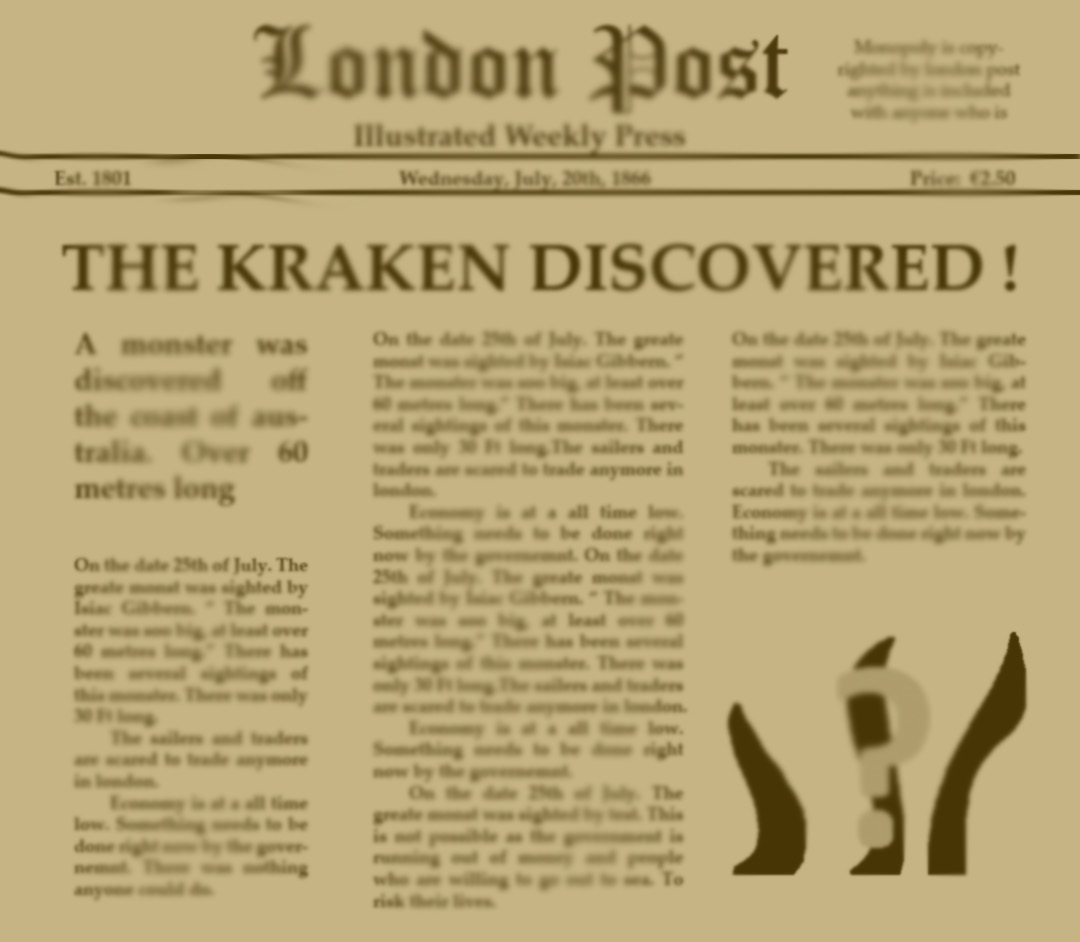 London Post
Monopoly is copy-
righted by london post
anything is included
with anyone who is
Illustrated Weekly Press
Est. 1801
Wednesday, July, 20th, 1866
Price: €2.50
THE KRAKEN DISCOVERED !
A monster was
discovered off
the coast of aus-
tralia. Over 60
metres long
On the date 25th of July. The
greate monst was sighted by
Isiac Gibbern. " The mon-
ster was soo big, at least over
60 metres long." There has
been several sightings of
this monster. There was only
30 Ft long.
The sailers and traders
are scared to trade anymore
in london.
Economy is at a all time
low. Something needs to be
done right now by the gover-
nemnt. There was nothing
anyone could do.
On the date 25th of July. The greate
monst was sighted by Isiac Gibbern. "
The monster was soo big, at least over
60 metres long." There has been sev-
eral sightings of this monster. There
was only 30 Ft long.The sailers and
traders are scared to trade anymore in
london.
Economy is at a all time low.
Something needs to be done right
now by the governemnt. On the date
25th of July. The greate monst was
sighted by Isiac Gibbern. " The mon-
ster was soo big, at least over 60
metres long." There has been several
sightings of this monster. There was
only 30 Ft long.The sailers and traders
are scared to trade anymore in london.
Economy is at a all time low.
Something needs to be done right
now by the governemnt.
On the date 25th of July. The
greate monst was sighted by test. This
is not possible as the government is
running out of money and people
who are willing to go out to sea. To
risk their lives.
On the date 25th of July. The greate
monst was sighted by Isiac Gib-
bern. " The monster was soo big, at
least over 60 metres long." There
has been several sightings of this
monster. There was only 30 Ft long.
The sailers and traders are
scared to trade anymore in london.
Economy is at a all time low. Some-
thing needs to be done right now by
the governemnt.
?